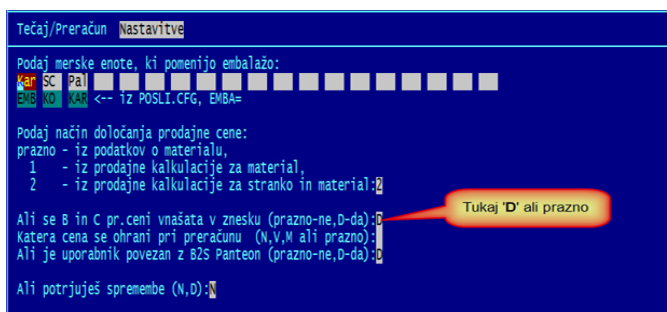 Tečaj/Preračun Nastavitve
Podaj merske enote, ki pomenijo embalažo:
Kar SC Pal
EMB KO KAR <-- iz POSLI.CFG, EMBA=
Podaj način določanja prodajne cene:
prazno - iz podatkov o materialu,
1 - iz prodajne kalkulacije za material,
2 - iz prodajne kalkulacije za stranko in material:2
Ali se B in C pr.ceni vnašata v znesku (prazno-ne,D-da):D
Tukaj 'D' ali prazno
Katera cena se ohrani pri preračunu (N,V,M ali prazno):
Ali je uporabnik povezan z B2S Panteon (prazno-ne,D-da):D
Ali potrjuješ spremembe (N,D):N